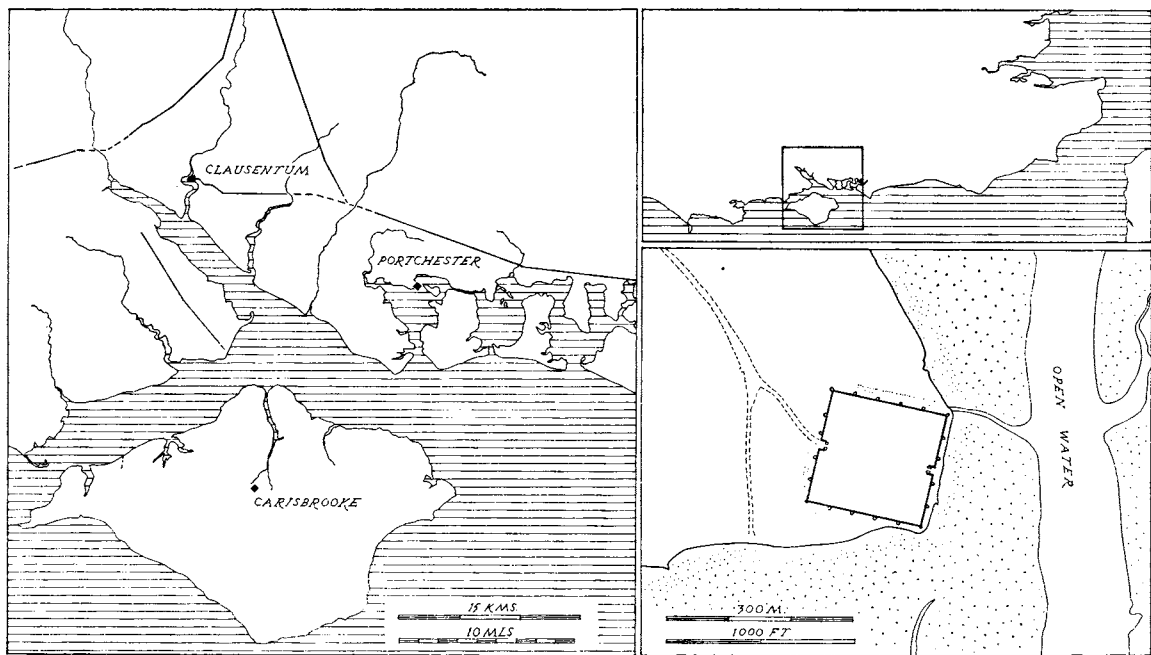 CLAUSENTUM
PORTCHESTER
CARISBROOKE
15 KMS.
10 MLS
OPEN WATER
300 M.
1000 FT